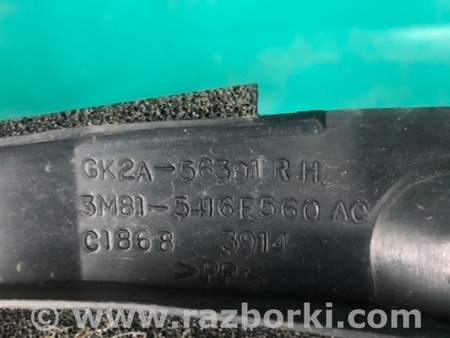 GK2A-56391 R.H.
3M81-5416E560 AC
C1868 3914
>PP<
www.razborki.com